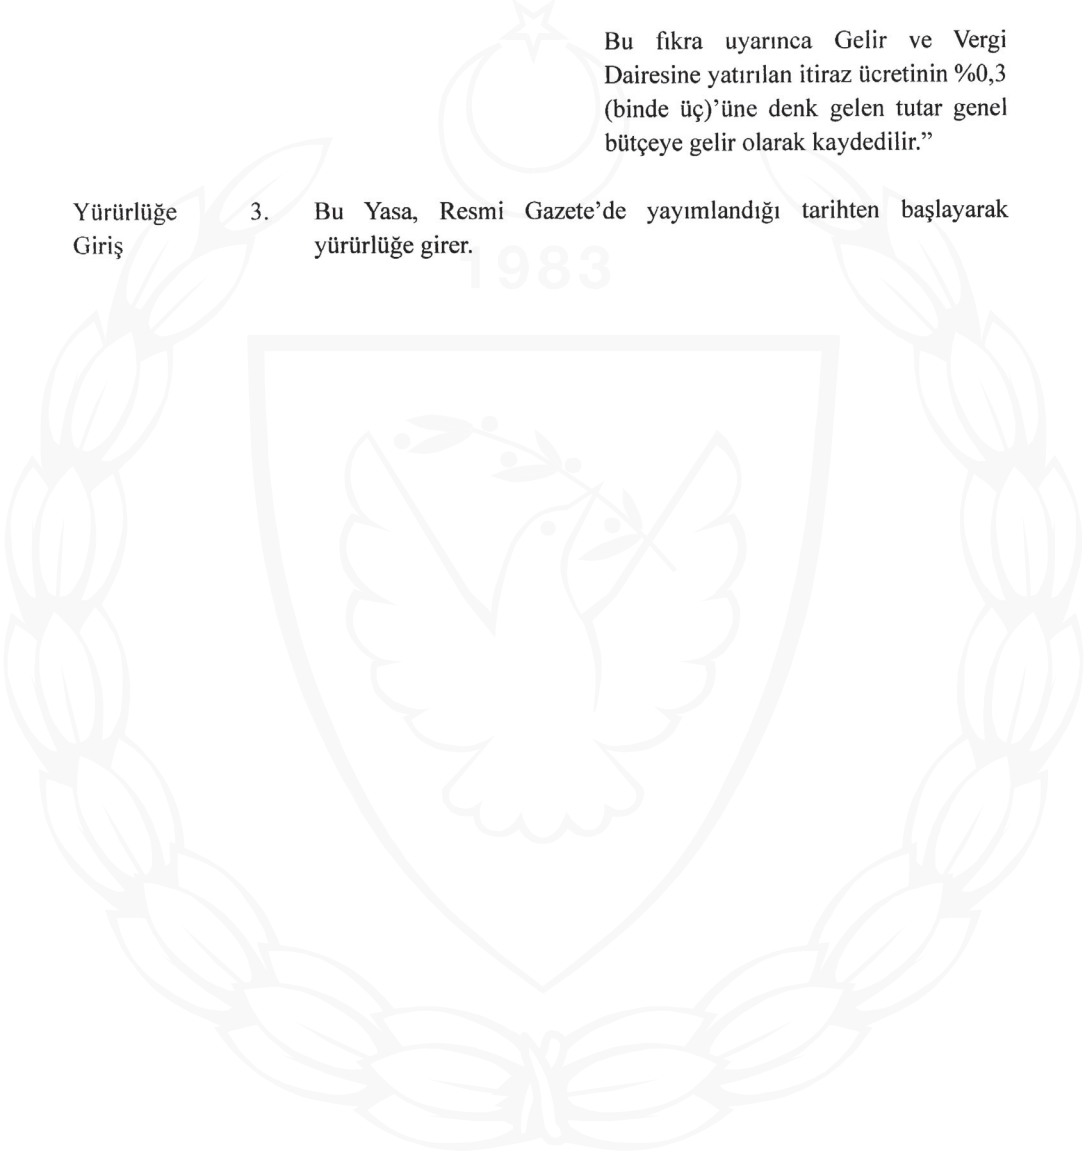 Bu fıkra uyarınca Gelir ve Vergi
Dairesine yatırılan itiraz ücretinin %0,3
(binde üç)’üne denk gelen tutar genel
bütçeye gelir olarak kaydedilir.”
Yürürlüğe 3. Bu Yasa, Resmi Gazete’de yayımlandığı tarihten başlayarak
Giriş yürürlüğe girer.
1983